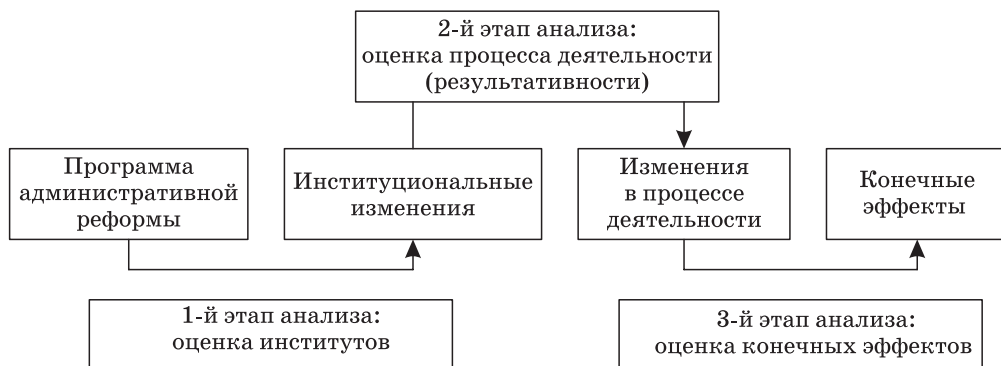 2-й этап анализа:
оценка процесса деятельности
(результативности)
Программа
административной
реформы
Институциональные
изменения
Изменения
в процессе
деятельности
Конечные
эффекты
1-й этап анализа:
оценка институтов
3-й этап анализа:
оценка конечных эффектов